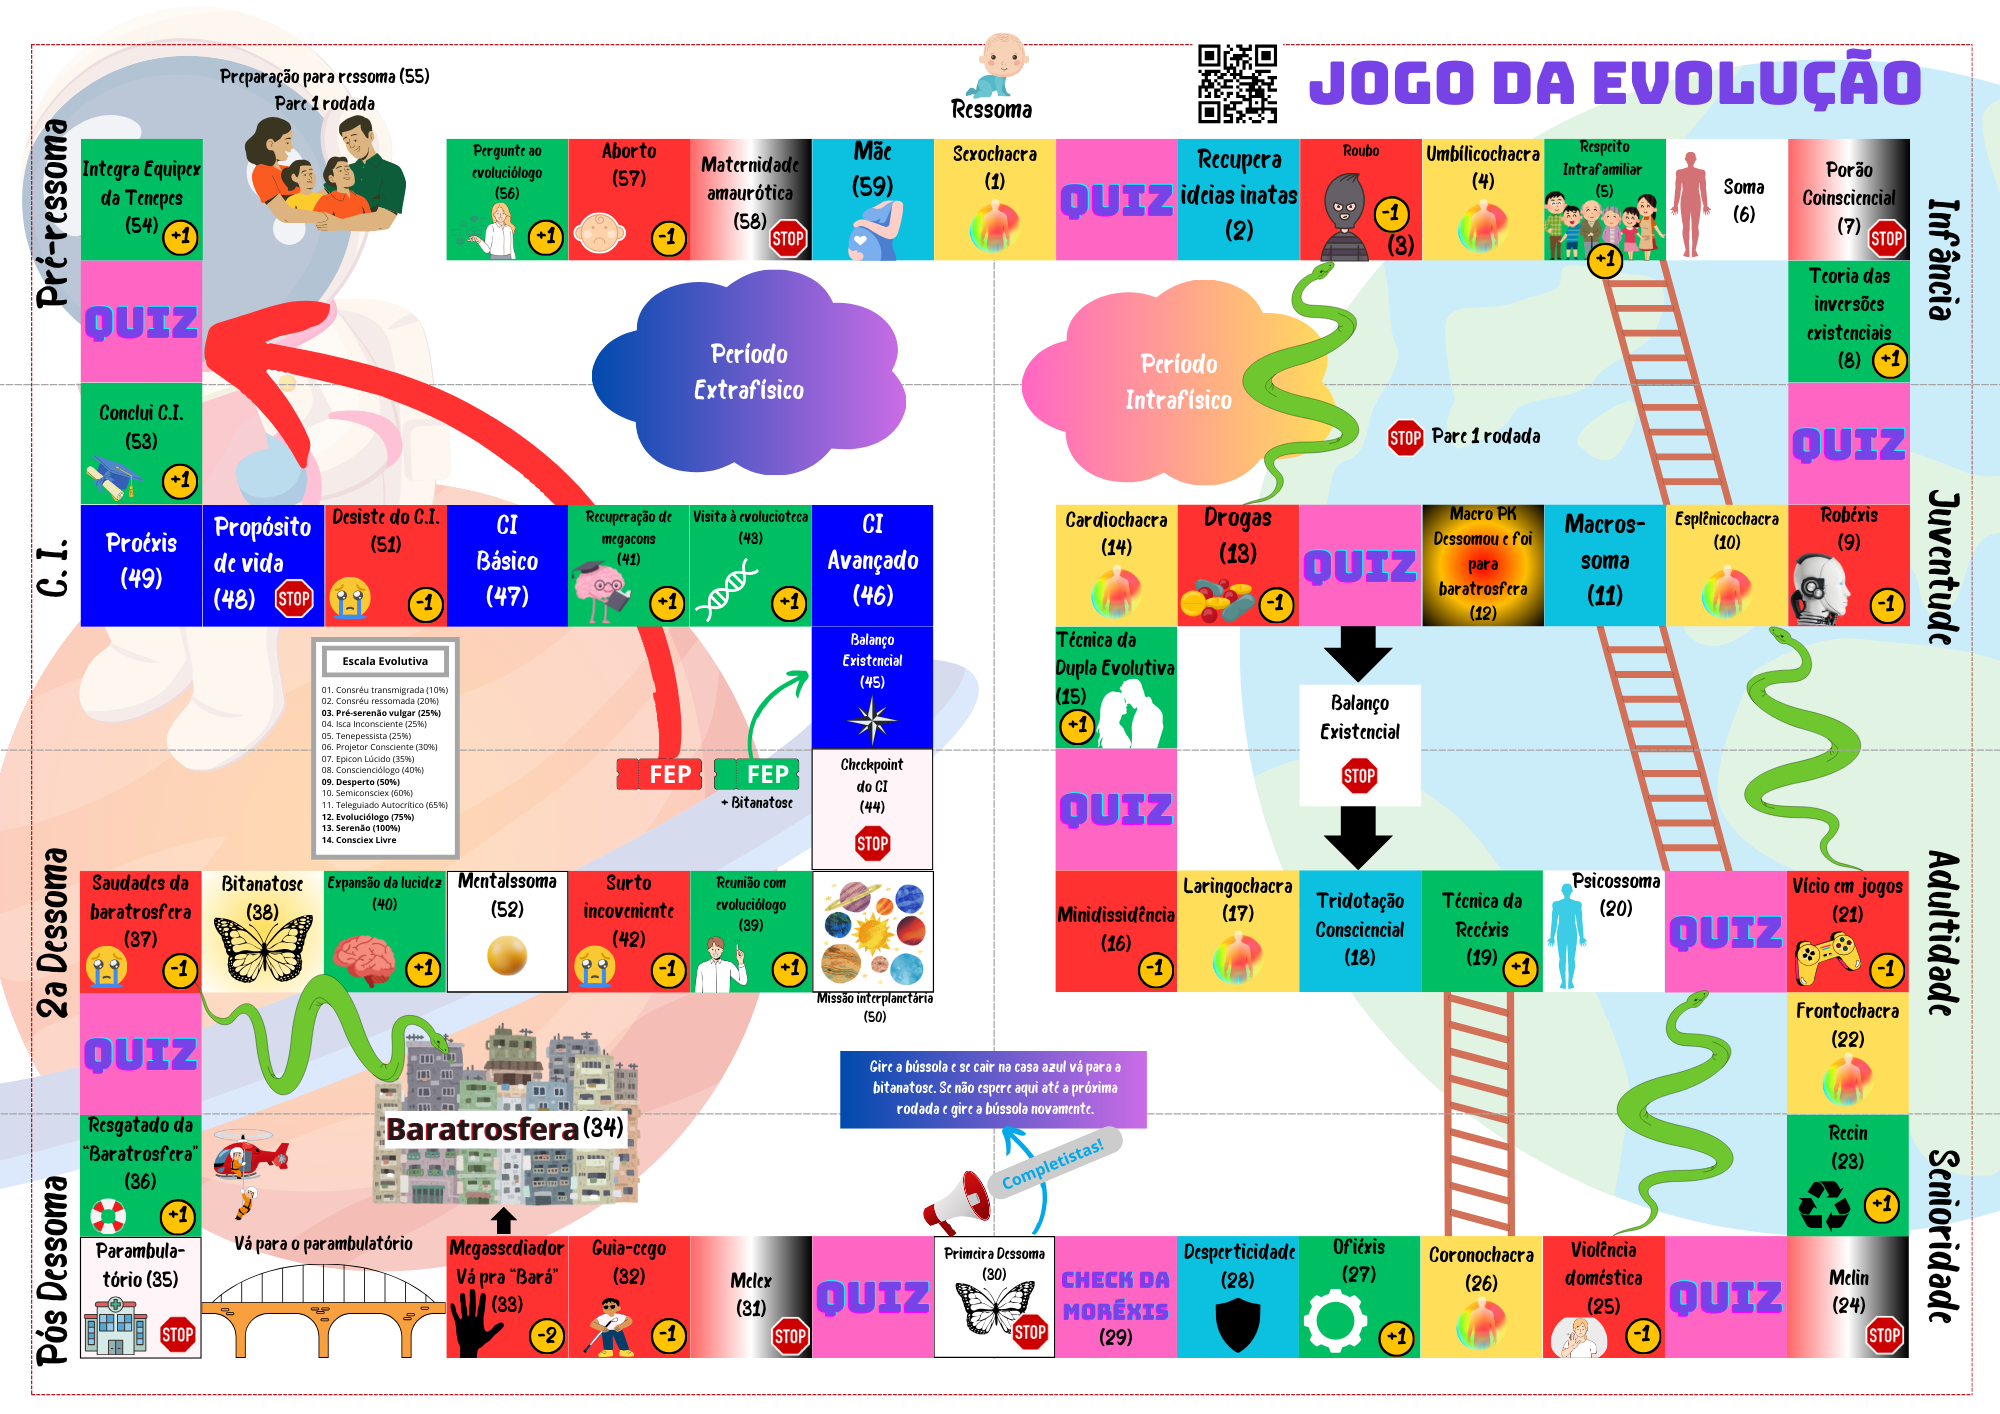 JOGO DA EVOLUÇÃO
Ressoma
Preparação para ressoma (55)
Pare 1 rodada
Pré-ressoma
Integra Equipex
da Tenepes
(54)
+1
Pergunte ao
evoluciólogo
(56)
+1
Aborto
(57)
-1
Maternidade
amaurótica
(58)
STOP
Mãe
(59)
Sexochacra
(1)
QUIZ
Recupera
ideias inatas
(2)
Roubo
-1
(3)
Umbílicochacra
(4)
Respeito
Intrafamiliar
(5)
+1
Soma
(6)
Porão
Coinsciencial
(7)
STOP
Infância
QUIZ
Teoria das
inversões
existenciais
(8)
+1
Período
Extrafísico
Período
Intrafísico
STOP
Pare 1 rodada
Conclui C.I.
(53)
+1
QUIZ
C.I.
Proéxis
(49)
Propósito
de vida
(48)
STOP
Desiste do C.I.
(51)
-1
CI
Básico
(47)
Recuperação de
megacons
(41)
+1
Visita à evolucioteca
(43)
+1
CI
Avançado
(46)
Cardiochacra
(14)
Drogas
(13)
-1
QUIZ
Macro PK
Dessomou e foi
para
baratrosfera
(12)
Macros-
soma
(11)
Esplênicochacra
(10)
Robéxis
(9)
-1
Juventude
Escala Evolutiva
01. Consréu transmigrada (10%)
02. Consréu ressomada (20%)
03. Pré-serenão vulgar (25%)
04. Isca Inconsciente (25%)
05. Tenepessista (25%)
06. Projetor Consciente (30%)
07. Epicon Lúcido (35%)
08. Conscienciólogo (40%)
09. Desperto (50%)
10. Semiconsciex (60%)
11. Teleguiado Autocrítico (65%)
12. Evoluciólogo (75%)
13. Serenão (100%)
14. Consciex Livre
Balanço
Existencial
(45)
Técnica da
Dupla Evolutiva
(15)
+1
Balanço
Existencial
STOP
FEP
FEP
+ Bitanatose
Checkpoint
do CI
(44)
STOP
QUIZ
2a Dessoma
Saudades da
baratrosfera
(37)
-1
Bitanatose
(38)
Expansão da lucidez
(40)
+1
Mentalssoma
(52)
Surto
incoveniente
(42)
-1
Reunião com
evoluciólogo
(39)
+1
Missão interplanetária
(50)
Minidissidência
(16)
-1
Laringochacra
(17)
Tridotação
Consciencial
(18)
Técnica da
Recéxis
(19)
+1
Psicossoma
(20)
QUIZ
Vício em jogos
(21)
-1
Adultidade
QUIZ
Frontochacra
(22)
Gire a bússola e se cair na casa azul vá para a
bitanatose. Se não espere aqui até a próxima
rodada e gire a bússola novamente.
Baratrosfera (34)
Completistas!
Resgatado da
“Baratrosfera”
(36)
+1
Recin
(23)
+1
Pós Dessoma
Parambula-
tório (35)
STOP
Vá para o parambulatório
Megassediador
Vá pra “Bará”
(33)
-2
Guia-cego
(32)
-1
Melex
(31)
STOP
QUIZ
Primeira Dessoma
(30)
STOP
CHECK DA
MORÉXIS
(29)
Desperticidade
(28)
Ofiéxis
(27)
+1
Coronochacra
(26)
Violência
doméstica
(25)
-1
QUIZ
Melin
(24)
STOP
Senioridade